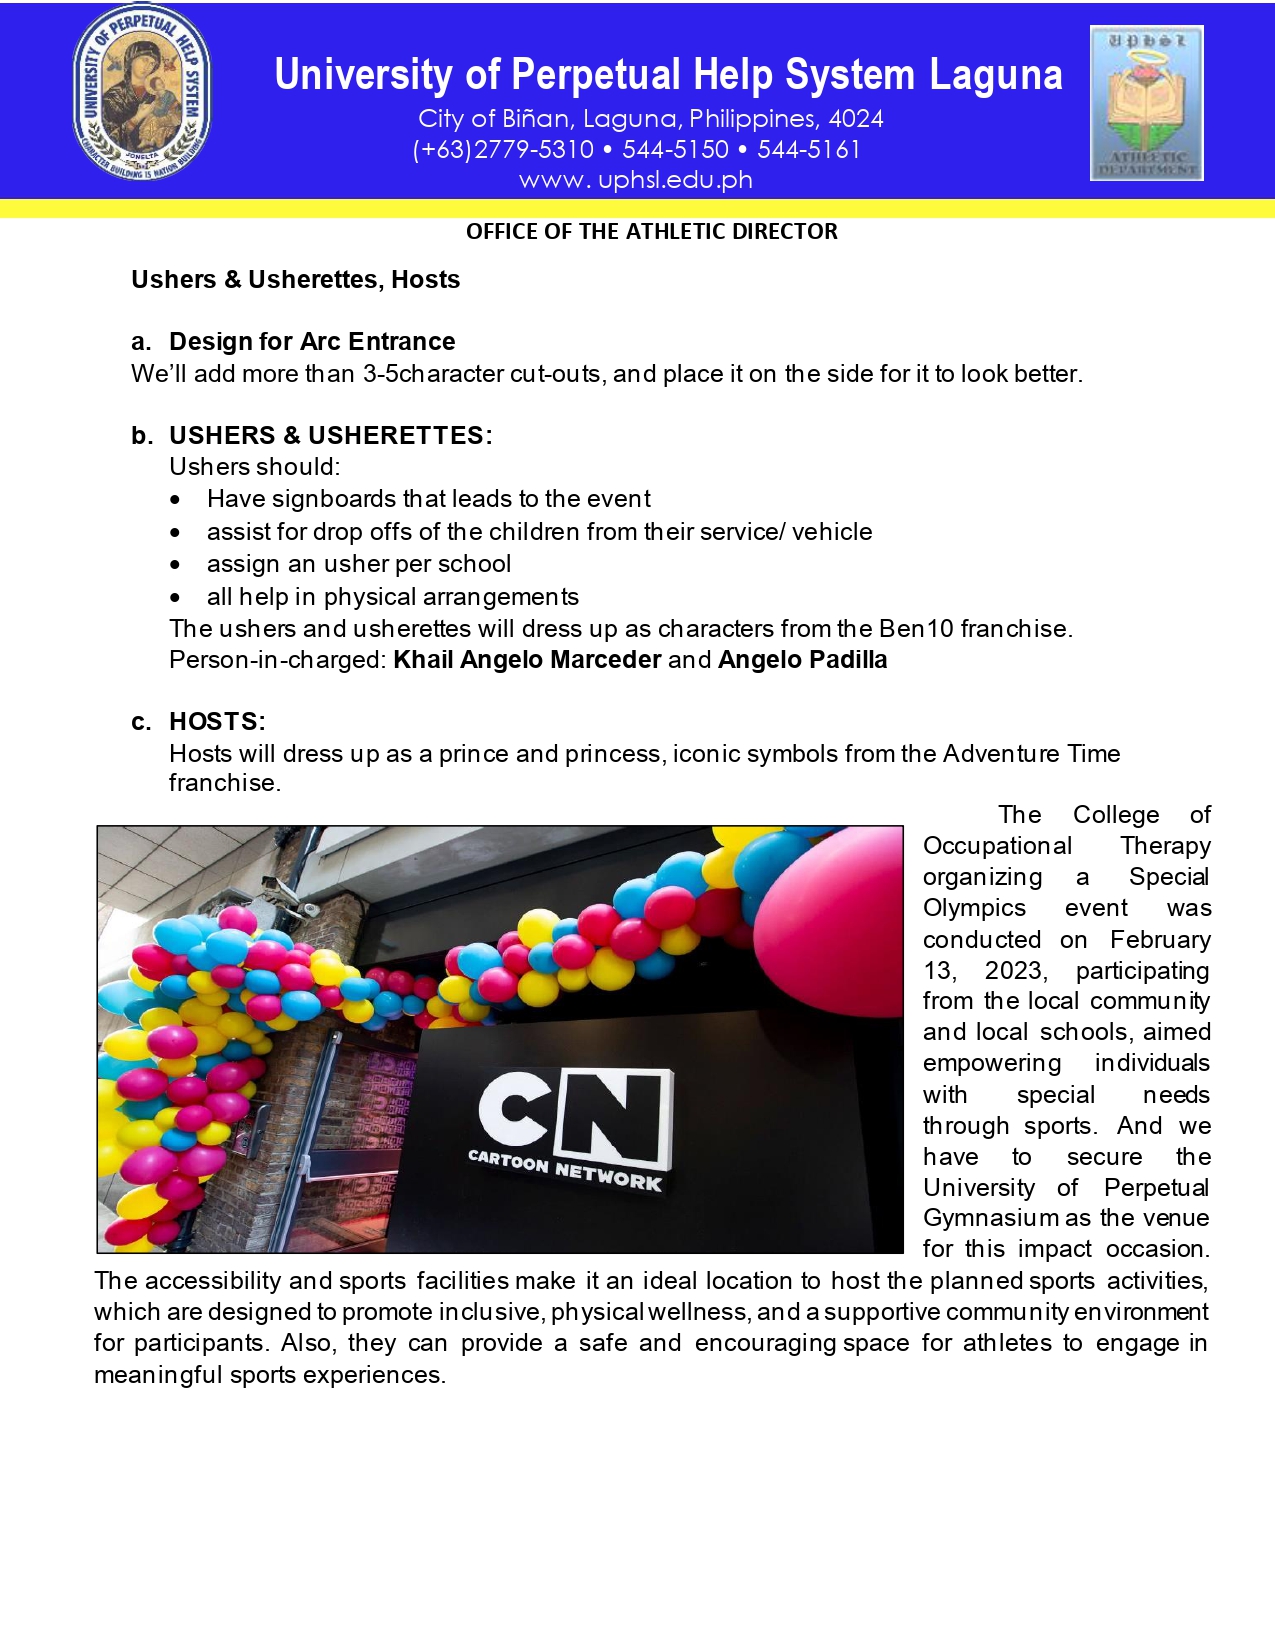 UNIVERSITY OF PERPETUAL HELP SYSTEM
JONELTA
CHARACTER BUILDING IS NATION BUILDING
University of Perpetual Help System Laguna
City of Biñan, Laguna, Philippines, 4024
(+63)2779-5310 • 544-5150 • 544-5161
www. uphsl.edu.ph
UPHSL
ATHLETIC
DEPARTMENT
OFFICE OF THE ATHLETIC DIRECTOR
Ushers & Usherettes, Hosts
a. Design for Arc Entrance
We’ll add more than 3-5character cut-outs, and place it on the side for it to look better.
b. USHERS & USHERETTES:
Ushers should:
• Have signboards that leads to the event
• assist for drop offs of the children from their service/ vehicle
• assign an usher per school
• all help in physical arrangements
The ushers and usherettes will dress up as characters from the Ben10 franchise.
Person-in-charged: Khail Angelo Marceder and Angelo Padilla
c. HOSTS:
Hosts will dress up as a prince and princess, iconic symbols from the Adventure Time
franchise.
CN
CARTOON NETWORK
The College of
Occupational Therapy
organizing a Special
Olympics event was
conducted on February
13, 2023, participating
from the local community
and local schools, aimed
empowering individuals
with special needs
through sports. And we
have to secure the
University of Perpetual
Gymnasium as the venue
for this impact occasion.
The accessibility and sports facilities make it an ideal location to host the planned sports activities,
which are designed to promote inclusive, physical wellness, and a supportive community environment
for participants. Also, they can provide a safe and encouraging space for athletes to engage in
meaningful sports experiences.